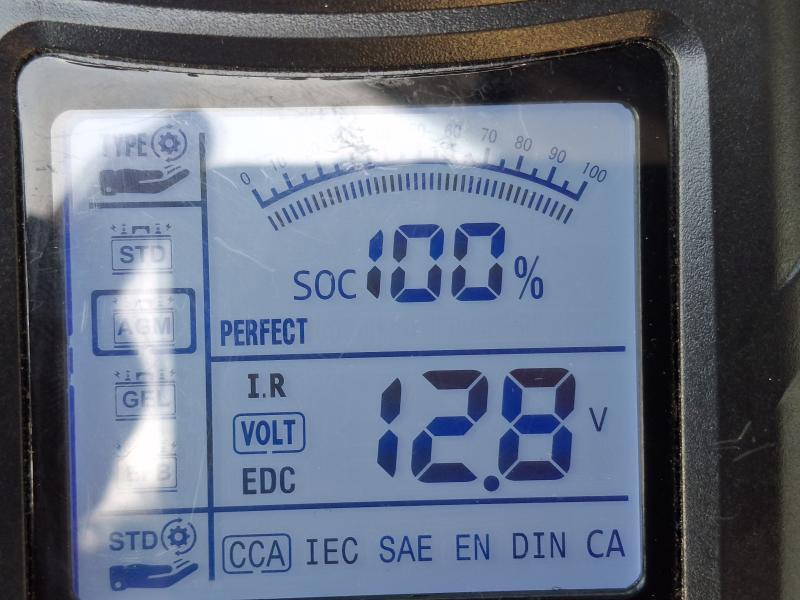 TYPE
0 10 60 70 80 90 100
STD
SOC 100 %
AGM
PERFECT
GEL
I.R
VOLT 12.8 V
EDC
STD
CCA IEC SAE EN DIN CA